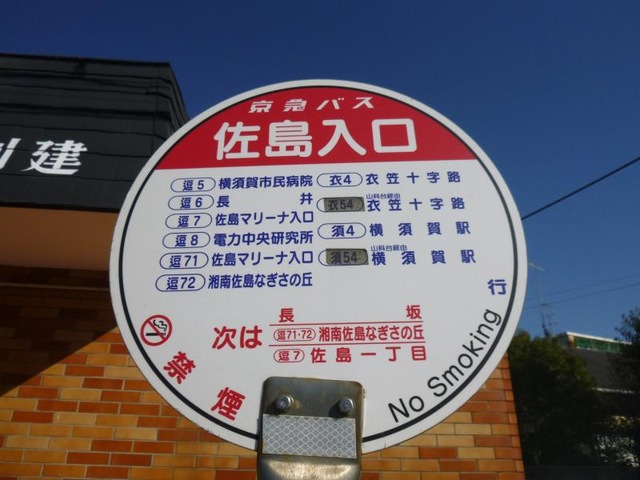 京急バス
佐島入口
逗5 横須賀市民病院
逗6 長井
逗7 佐島マリーナ入口
逗8 電力中央研究所
逗71 佐島マリーナ入口
逗72 湘南佐島なぎさの丘
衣4 衣笠十字路
山科台経由
衣54 衣笠十字路
須4 横須賀駅
山科台経由
須54 横須賀駅
行
次は
長坂
逗71・72 湘南佐島なぎさの丘
逗7 佐島一丁目
禁煙
No Smoking
建